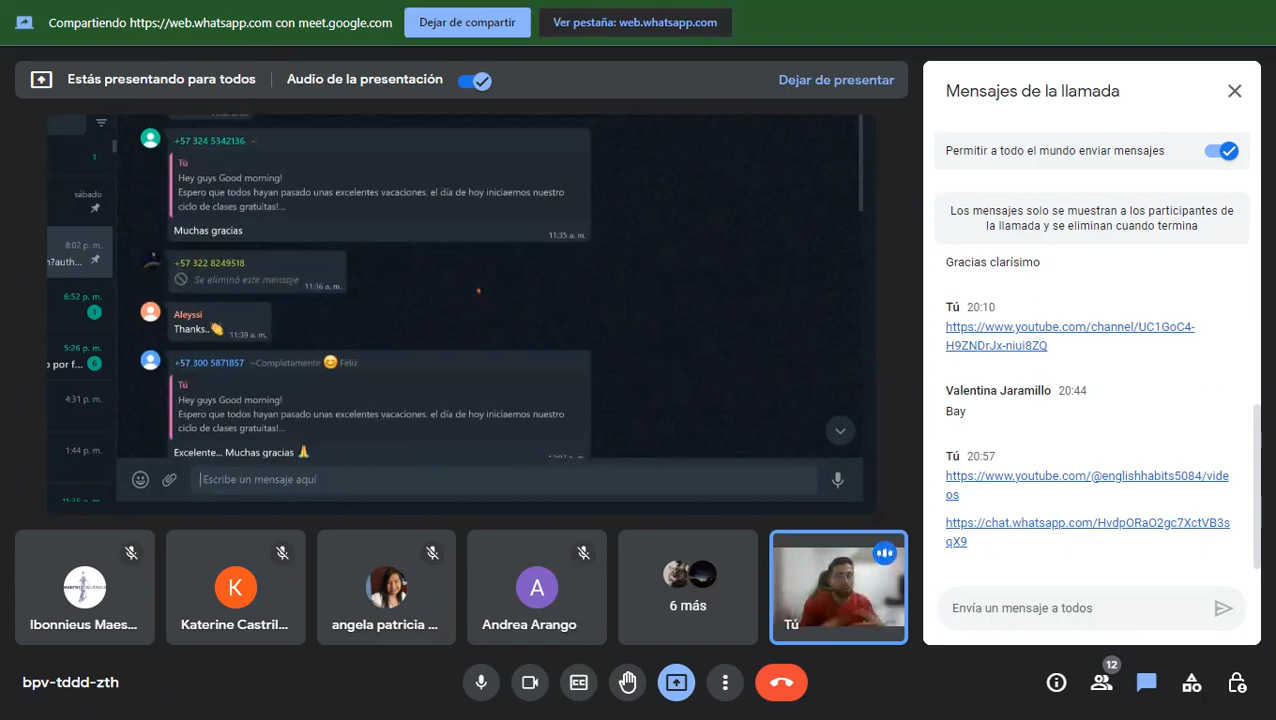 Compartiendo https://web.whatsapp.com con meet.google.com
Dejar de compartir
Ver pestaña: web.whatsapp.com
Estás presentando para todos
Audio de la presentación
Dejar de presentar
1
sábado
8:02 p. m.
n?auth...
6:52 p. m.
1
5:26 p. m.
o por f...
6
4:31 p. m.
1:44 p. m.
+57 324 5342136 ~
Tú
Hey guys Good morning!
Espero que todos hayan pasado unas excelentes vacaciones. el día de hoy iniciaemos nuestro
ciclo de clases gratuitas!...
Muchas gracias
11:35 a. m.
+57 322 8249518
Se eliminó este mensaje
11:36 a. m.
Aleyssi
Thanks..👏
11:39 a. m.
+57 300 5871857 ~Completamente 😊 Feliz
Tú
Hey guys Good morning!
Espero que todos hayan pasado unas excelentes vacaciones. el día de hoy iniciaemos nuestro
ciclo de clases gratuitas!...
Excelente... Muchas gracias 🙏
Escribe un mensaje aquí
Ibonnieus Maes...
K
Katerine Castril...
angela patricia ...
A
Andrea Arango
6 más
Tú
bpv-tddd-zth
CC
12
Mensajes de la llamada
Permitir a todo el mundo enviar mensajes
Los mensajes solo se muestran a los participantes de
la llamada y se eliminan cuando termina
Gracias clarísimo
Tú 20:10
https://www.youtube.com/channel/UC1GoC4-
H9ZNDrJx-niui8ZQ
Valentina Jaramillo 20:44
Bay
Tú 20:57
https://www.youtube.com/@englishhabits5084/vide
os
https://chat.whatsapp.com/HvdpORaO2gc7XctVB3s
qX9
Envía un mensaje a todos